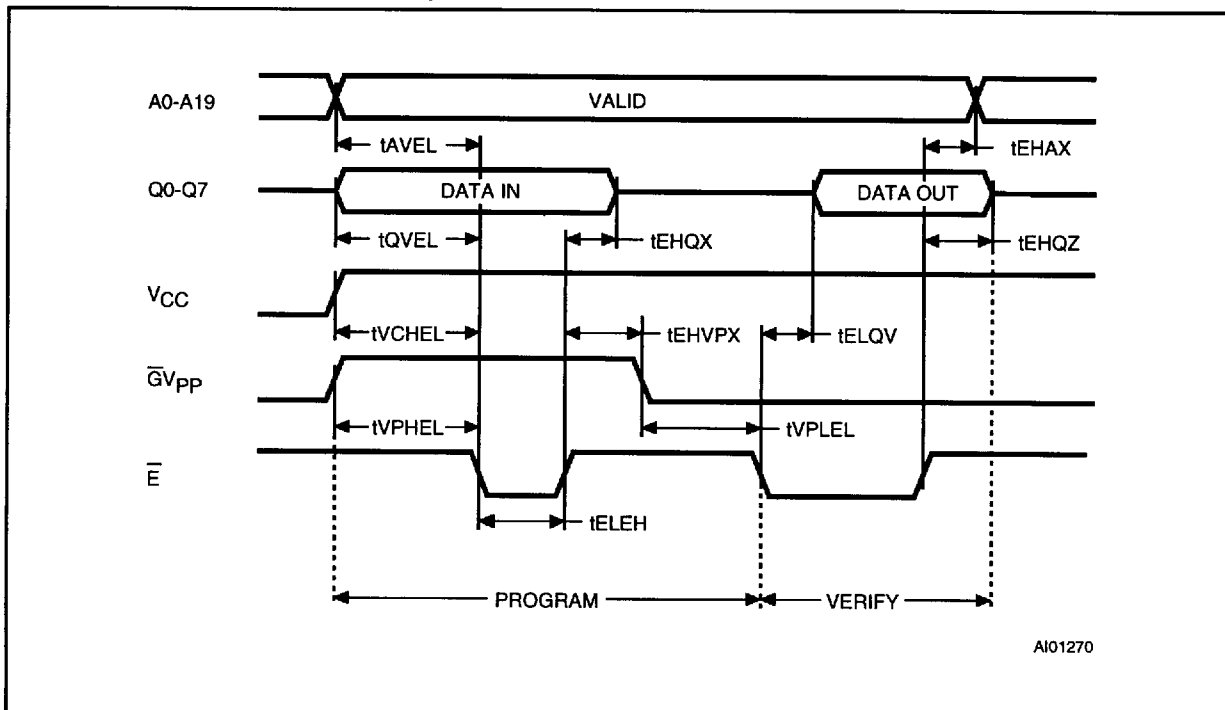 A0-A19
VALID
tAVEL
tEHAX
Q0-Q7
DATA IN
DATA OUT
tQVEL
tEHQX
tEHQZ
VCC
tVCHEL
tEHVPX
tELQV
G̅VPP
tVPHEL
tVPLEL
E̅
tELEH
PROGRAM
VERIFY
AI01270